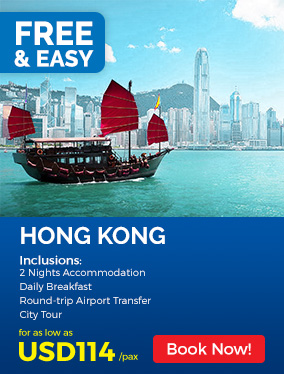 FREE
& EASY
HONG KONG
Inclusions:
2 Nights Accommodation
Daily Breakfast
Round-trip Airport Transfer
City Tour
for as low as
USD114 /pax
Book Now!